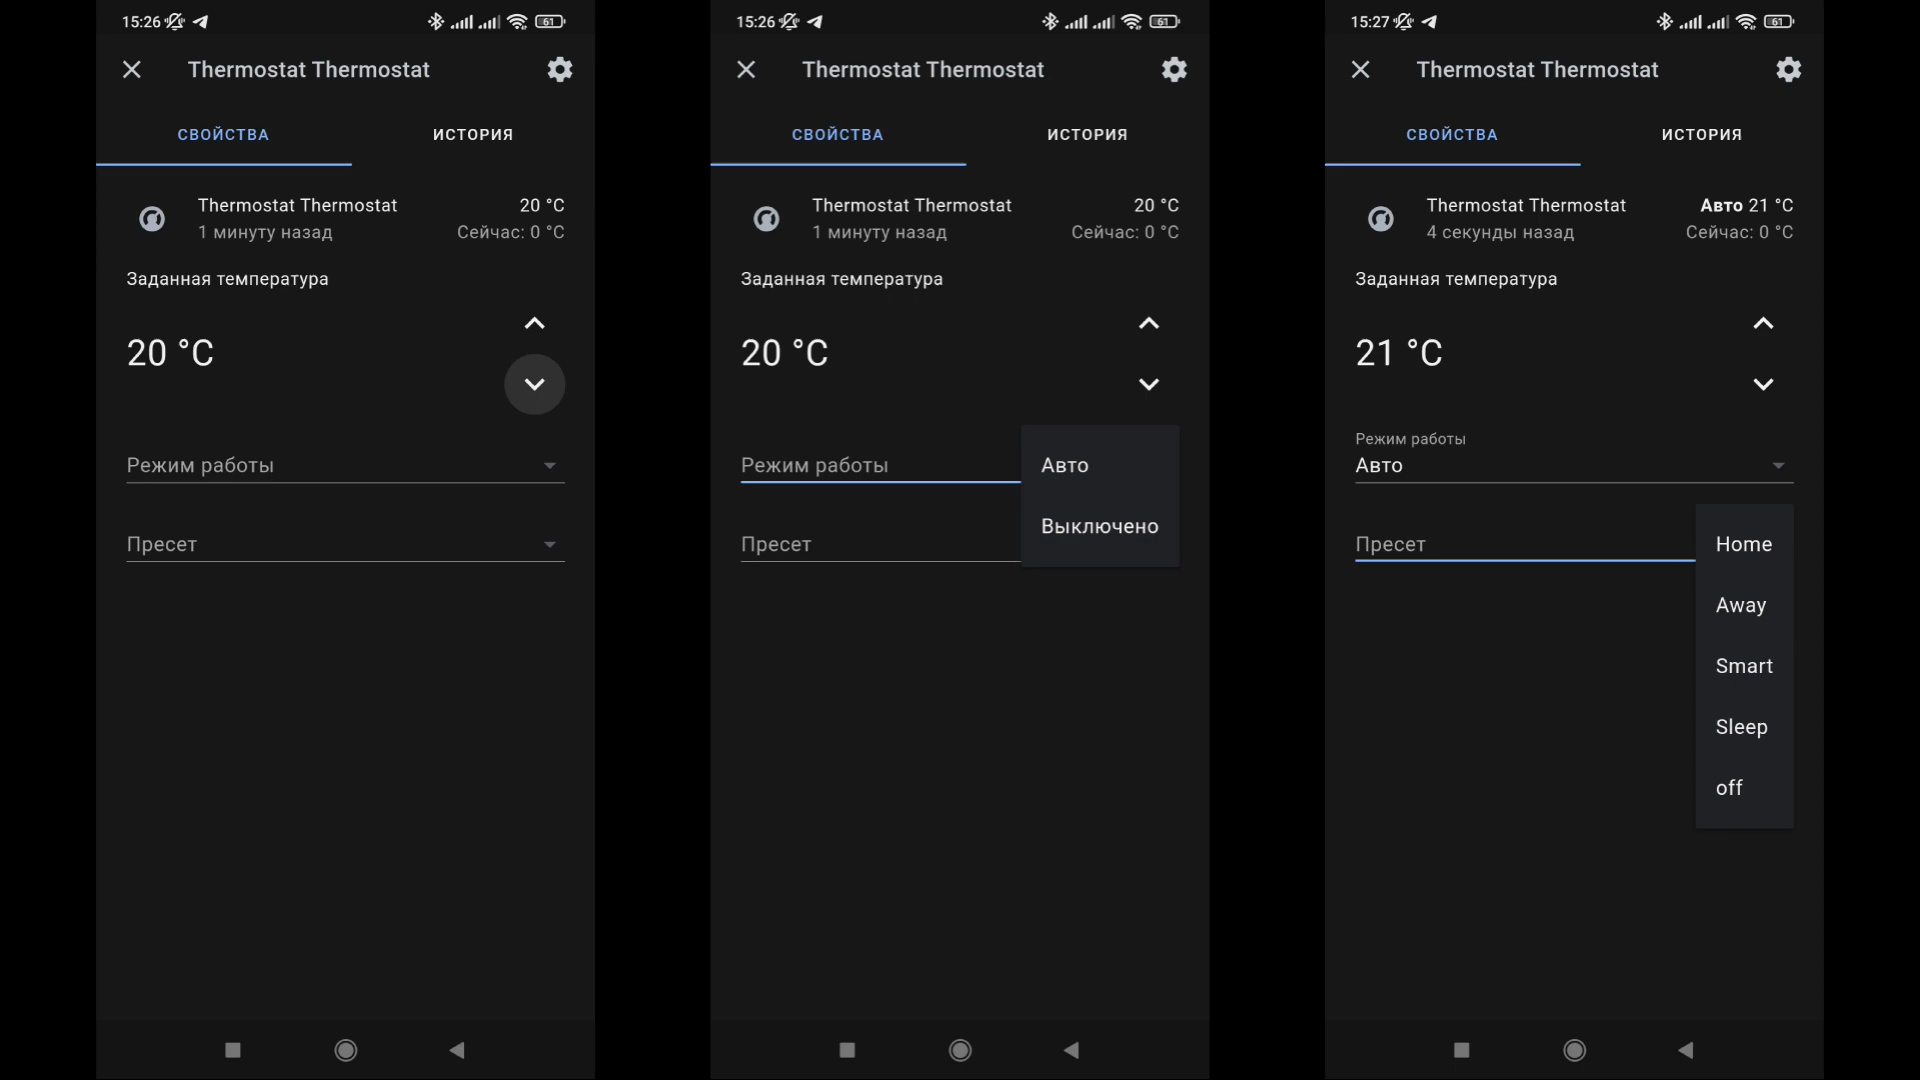 15:26
61
Thermostat Thermostat
СВОЙСТВА
ИСТОРИЯ
Thermostat Thermostat
20 °C
1 минуту назад
Сейчас: 0 °C
Заданная температура
20 °C
Режим работы
Пресет
15:26
61
Thermostat Thermostat
СВОЙСТВА
ИСТОРИЯ
Thermostat Thermostat
20 °C
1 минуту назад
Сейчас: 0 °C
Заданная температура
20 °C
Режим работы
Авто
Выключено
Пресет
15:27
61
Thermostat Thermostat
СВОЙСТВА
ИСТОРИЯ
Thermostat Thermostat
Авто 21 °C
4 секунды назад
Сейчас: 0 °C
Заданная температура
21 °C
Режим работы
Авто
Пресет
Home
Away
Smart
Sleep
off